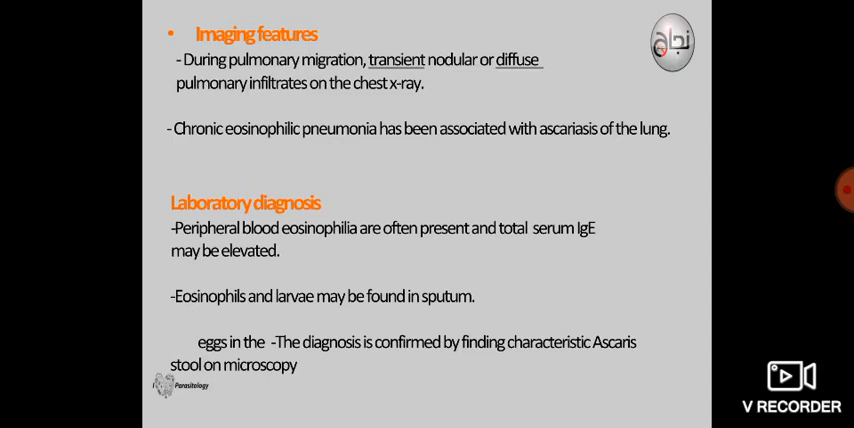 • Imaging features
- During pulmonary migration, transient nodular or diffuse
pulmonary infiltrates on the chest x-ray.
- Chronic eosinophilic pneumonia has been associated with ascariasis of the lung.
Laboratory diagnosis
-Peripheral blood eosinophilia are often present and total serum IgE
may be elevated.
-Eosinophils and larvae may be found in sputum.
eggs in the -The diagnosis is confirmed by finding characteristic Ascaris
stool on microscopy
Parasitology
نجاح
V RECORDER